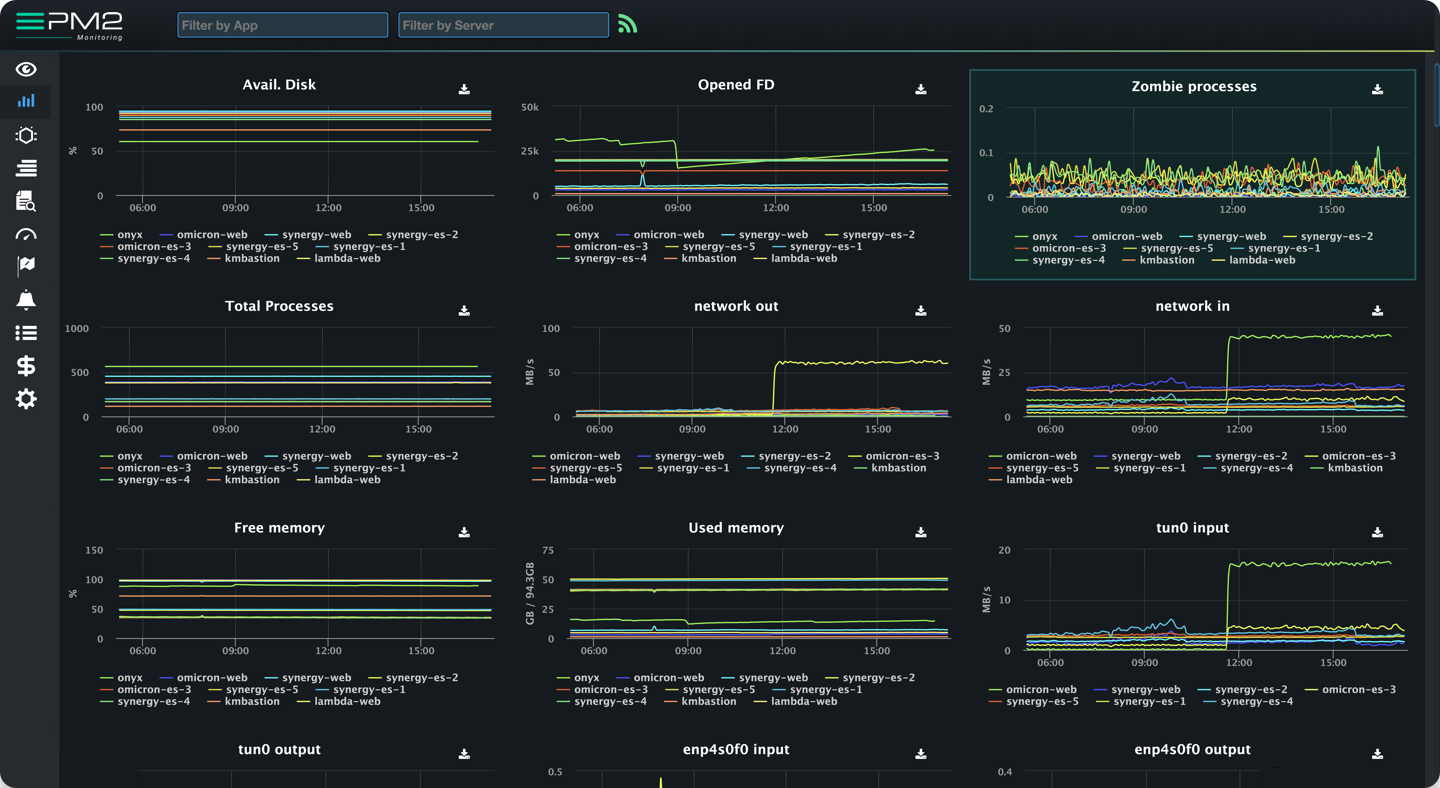 PM2
Monitoring
Filter by App
Filter by Server
Avail. Disk
100
50
0
%
06:00 09:00 12:00 15:00
onyx omicron-web synergy-web synergy-es-2
omicron-es-3 synergy-es-5 synergy-es-1
synergy-es-4 kmbastion lambda-web
Opened FD
50k
25k
0
06:00 09:00 12:00 15:00
onyx omicron-web synergy-web synergy-es-2
omicron-es-3 synergy-es-5 synergy-es-1
synergy-es-4 kmbastion lambda-web
Zombie processes
0.2
0.1
0
06:00 09:00 12:00 15:00
onyx omicron-web synergy-web synergy-es-2
omicron-es-3 synergy-es-5 synergy-es-1
synergy-es-4 kmbastion lambda-web
Total Processes
1000
500
0
06:00 09:00 12:00 15:00
onyx omicron-web synergy-web synergy-es-2
omicron-es-3 synergy-es-5 synergy-es-1
synergy-es-4 kmbastion lambda-web
network out
100
50
0
MB/s
06:00 09:00 12:00 15:00
omicron-web synergy-web synergy-es-2 omicron-es-3
synergy-es-5 synergy-es-1 synergy-es-4 kmbastion
lambda-web
network in
50
25
0
MB/s
06:00 09:00 12:00 15:00
omicron-web synergy-web synergy-es-2 omicron-es-3
synergy-es-5 synergy-es-1 synergy-es-4 kmbastion
lambda-web
Free memory
150
100
50
0
%
06:00 09:00 12:00 15:00
onyx omicron-web synergy-web synergy-es-2
omicron-es-3 synergy-es-5 synergy-es-1
synergy-es-4 kmbastion lambda-web
Used memory
75
50
25
0
GB / 94.3GB
06:00 09:00 12:00 15:00
onyx omicron-web synergy-web synergy-es-2
omicron-es-3 synergy-es-5 synergy-es-1
synergy-es-4 kmbastion lambda-web
tun0 input
20
10
0
MB/s
06:00 09:00 12:00 15:00
omicron-web synergy-web synergy-es-2 omicron-es-3
synergy-es-5 synergy-es-1 synergy-es-4
tun0 output
enp4s0f0 input
0.5
enp4s0f0 output
0.4